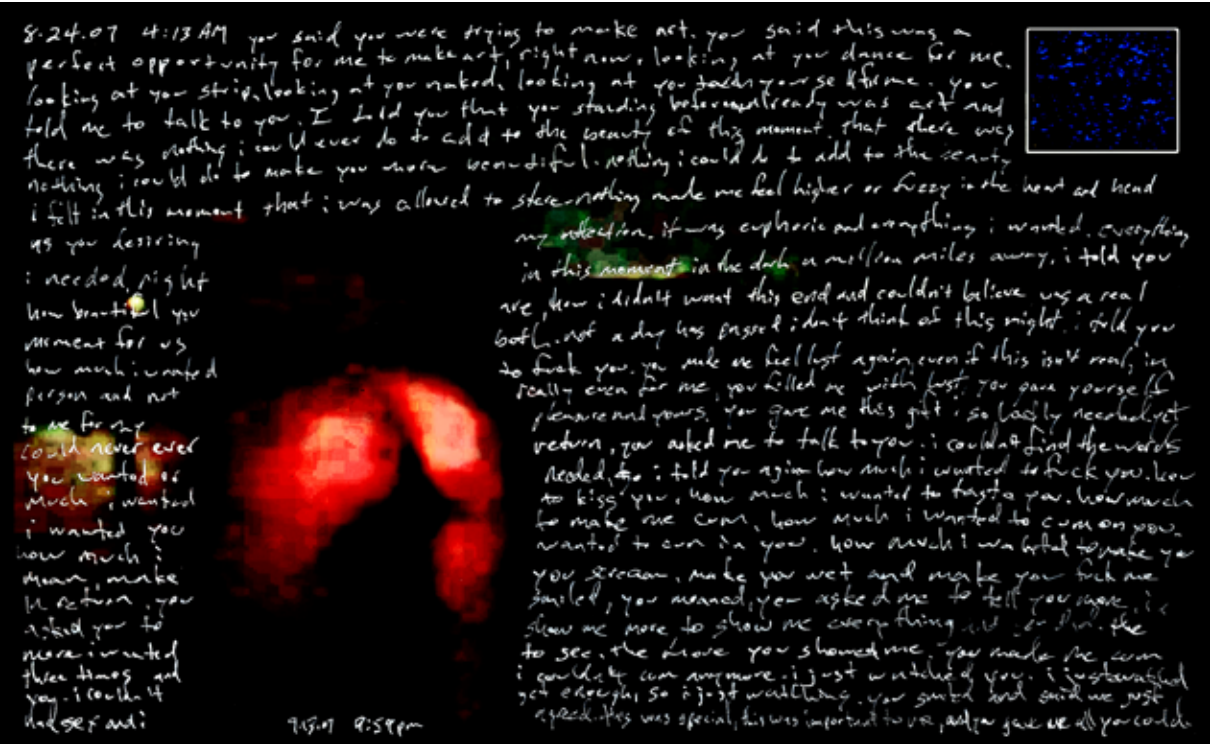 8.24.07 4:13 AM you said you were trying to make art. you said this was a
perfect opportunity for me to make art, right now, looking at you dance for me.
looking at you strip, looking at you naked, looking at you yourself for me. you
told me to talk to you. I told you that you standing before me already was art and
there was nothing i could ever do to add to the beauty of this moment. that there was
nothing i could do to make you more beautiful. nothing i could do to add to the beauty
i felt in this moment that i was allowed to stare. nothing made me feel higher or fuzzy in the heart and head
as you desiring my affection. it was euphoric and everything i wanted. everything
i needed, right in this moment in the dark a million miles away. i told you
how beautiful you are, how i didn't want this end and couldn't believe was a real
moment for us both. not a day has passed i don't think of this night. i told you
how much i wanted to fuck you. you made me feel lust again, even if this isn't real, in
person and not really even for me, you filled me with lust. you gave yourself
to me for my pleasure and yours, you gave me this gift i so badly needed yet
could never ever return, you asked me to talk to you. i couldn't find the words
you wanted or needed, so i told you again how much i wanted to fuck you. how
much i wanted to kiss you, how much i wanted to taste you. how much
i wanted you to make me cum, how much i wanted to cum on you.
how much i wanted to cum in you. how much i wanted to make you
moan, make you scream, make you wet and make you fuck me
in return. you smiled, you moaned, you asked me to tell you more. i
asked you to show me more to show me everything the
more i wanted to see. the more you showed me. you made me cum
three times and i couldn't cum anymore. i just watched you. i just watched
you. i couldn't get enough, so i just watching. you smiled and said we just
had sex and i agreed. this was special, this was important to us, and you gave me all you could.
9.15.07 9:59pm